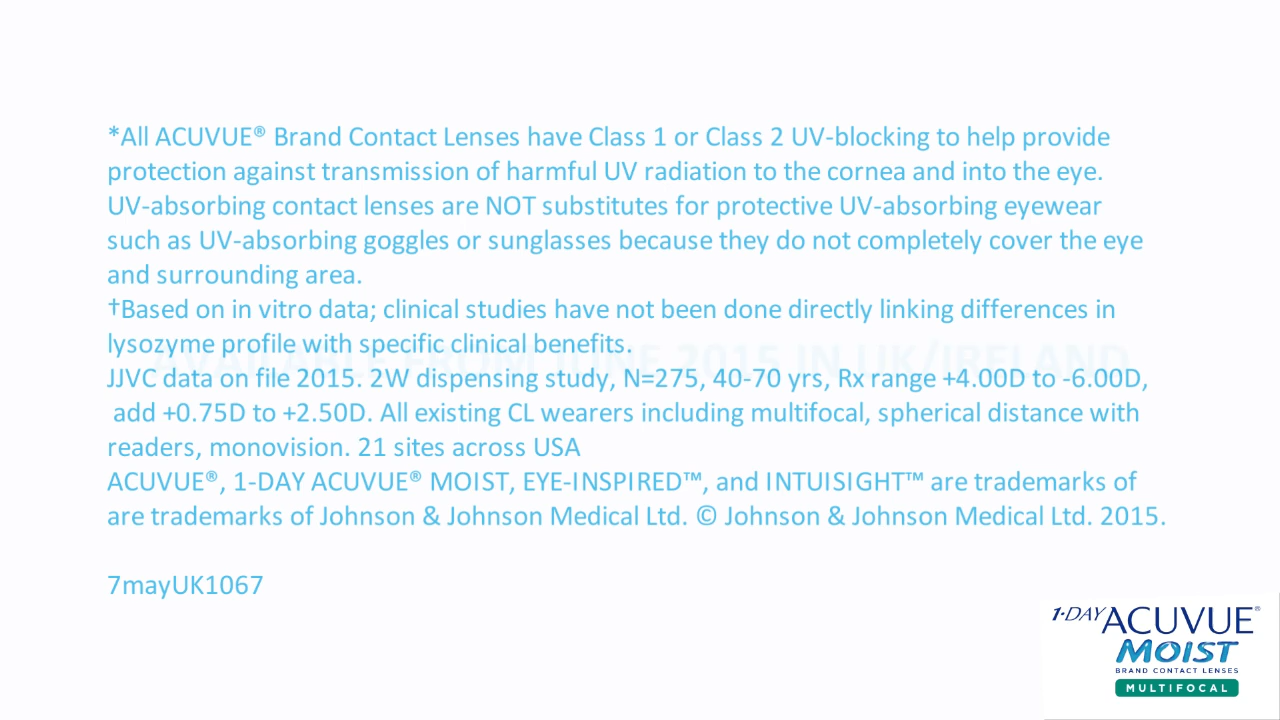 *All ACUVUE® Brand Contact Lenses have Class 1 or Class 2 UV-blocking to help provide
protection against transmission of harmful UV radiation to the cornea and into the eye.
UV-absorbing contact lenses are NOT substitutes for protective UV-absorbing eyewear
such as UV-absorbing goggles or sunglasses because they do not completely cover the eye
and surrounding area.
†Based on in vitro data; clinical studies have not been done directly linking differences in
lysozyme profile with specific clinical benefits.
AVAILABLE FROM JUNE 2015 IN UK/IRELAND
JJVC data on file 2015. 2W dispensing study, N=275, 40-70 yrs, Rx range +4.00D to -6.00D,
add +0.75D to +2.50D. All existing CL wearers including multifocal, spherical distance with
readers, monovision. 21 sites across USA
ACUVUE®, 1-DAY ACUVUE® MOIST, EYE-INSPIRED™, and INTUISIGHT™ are trademarks of
are trademarks of Johnson & Johnson Medical Ltd. © Johnson & Johnson Medical Ltd. 2015.
7mayUK1067
1·DAY ACUVUE®
MOIST
BRAND CONTACT LENSES
MULTIFOCAL